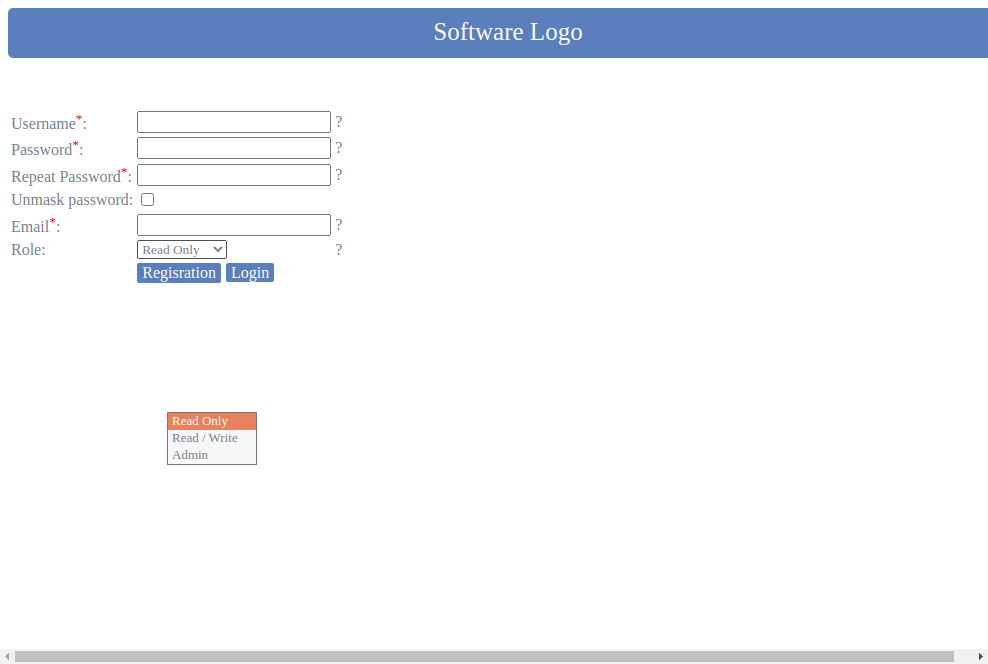 Software Logo
Username*: ?
Password*: ?
Repeat Password*: ?
Unmask password:
Email*: ?
Role: Read Only ?
Regisration Login
Read Only
Read / Write
Admin